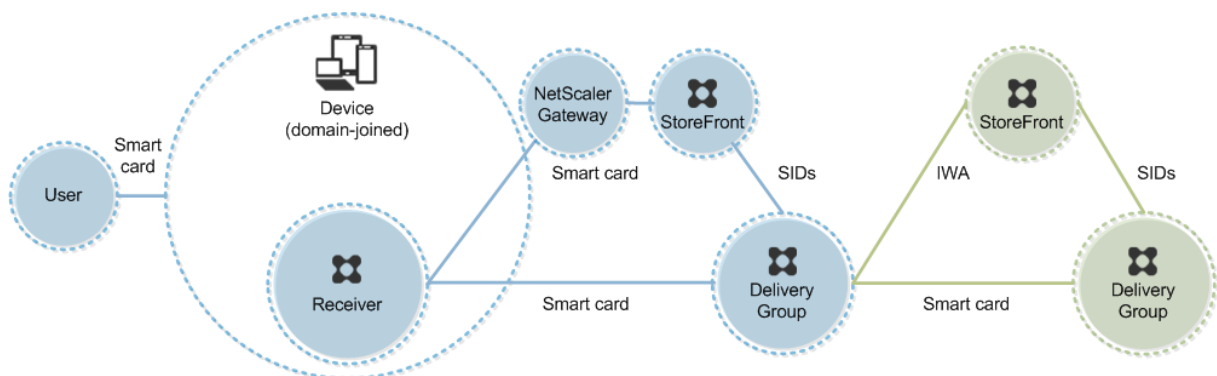 User
Smart
card
Device
(domain-joined)
Receiver
NetScaler
Gateway
StoreFront
Smart card
SIDs
Smart card
Delivery
Group
IWA
StoreFront
SIDs
Smart card
Delivery
Group